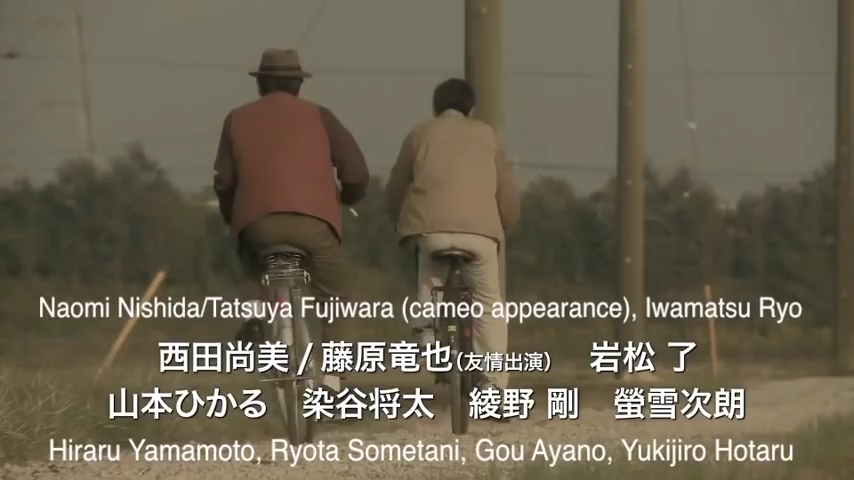 Naomi Nishida/Tatsuya Fujiwara (cameo appearance), Iwamatsu Ryo
西田尚美/藤原竜也(友情出演) 岩松 了
山本ひかる 染谷将太 綾野 剛 螢雪次朗
Hiraru Yamamoto, Ryota Sometani, Gou Ayano, Yukijiro Hotaru